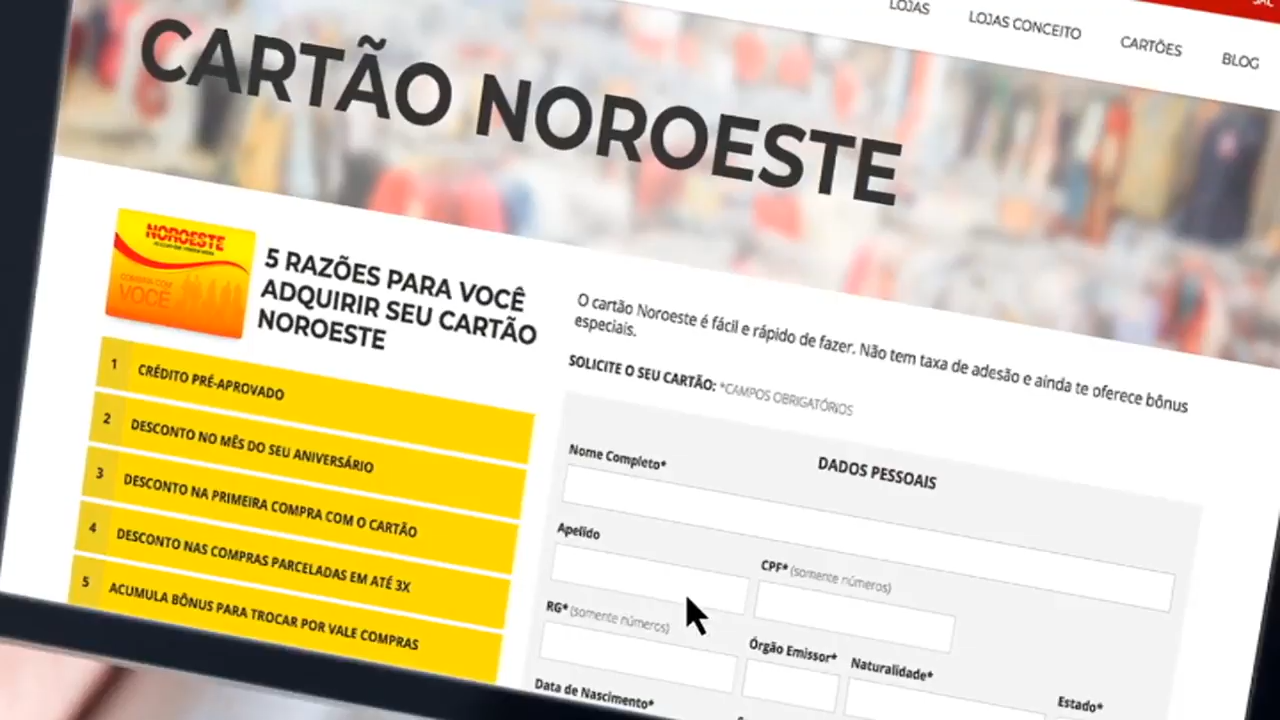 SAC
LOJAS
LOJAS CONCEITO
CARTÕES
BLOG
CARTÃO NOROESTE
NOROESTE
COMPRA COM
VOCÊ
5 RAZÕES PARA VOCÊ
ADQUIRIR SEU CARTÃO
NOROESTE
1 CRÉDITO PRÉ-APROVADO
2 DESCONTO NO MÊS DO SEU ANIVERSÁRIO
3 DESCONTO NA PRIMEIRA COMPRA COM O CARTÃO
4 DESCONTO NAS COMPRAS PARCELADAS EM ATÉ 3X
5 ACUMULA BÔNUS PARA TROCAR POR VALE COMPRAS
O cartão Noroeste é fácil e rápido de fazer. Não tem taxa de adesão e ainda te oferece bônus
especiais.
SOLICITE O SEU CARTÃO: *CAMPOS OBRIGATÓRIOS
DADOS PESSOAIS
Nome Completo*
Apelido
CPF* (somente números)
RG* (somente números)
Órgão Emissor*
Naturalidade*
Estado*
Data de Nascimento*